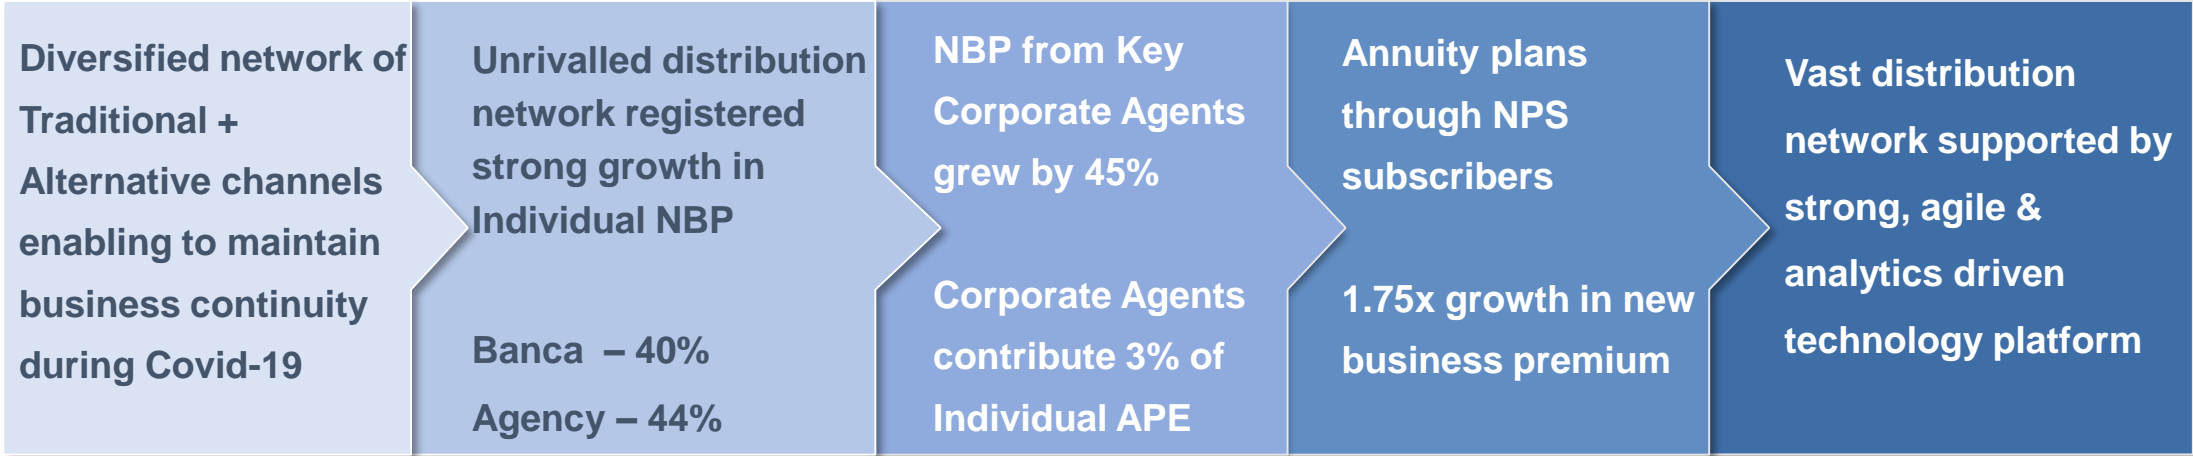 Diversified network of
Traditional +
Alternative channels
enabling to maintain
business continuity
during Covid-19
Unrivalled distribution
network registered
strong growth in
Individual NBP
Banca – 40%
Agency – 44%
NBP from Key
Corporate Agents
grew by 45%
Corporate Agents
contribute 3% of
Individual APE
Annuity plans
through NPS
subscribers
1.75x growth in new
business premium
Vast distribution
network supported by
strong, agile &
analytics driven
technology platform